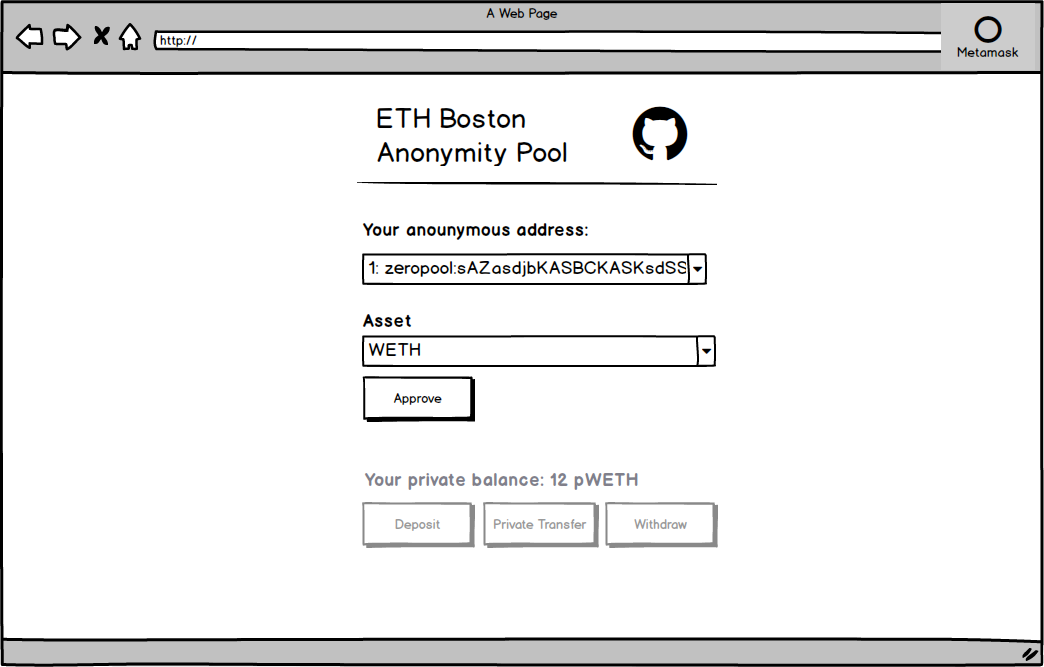 A Web Page
http://
Metamask
ETH Boston
Anonymity Pool
Your anounymous address:
1: zeropool:sAZasdjbKASBCKASKsdSS
Asset
WETH
Approve
Your private balance: 12 pWETH
Deposit
Private Transfer
Withdraw